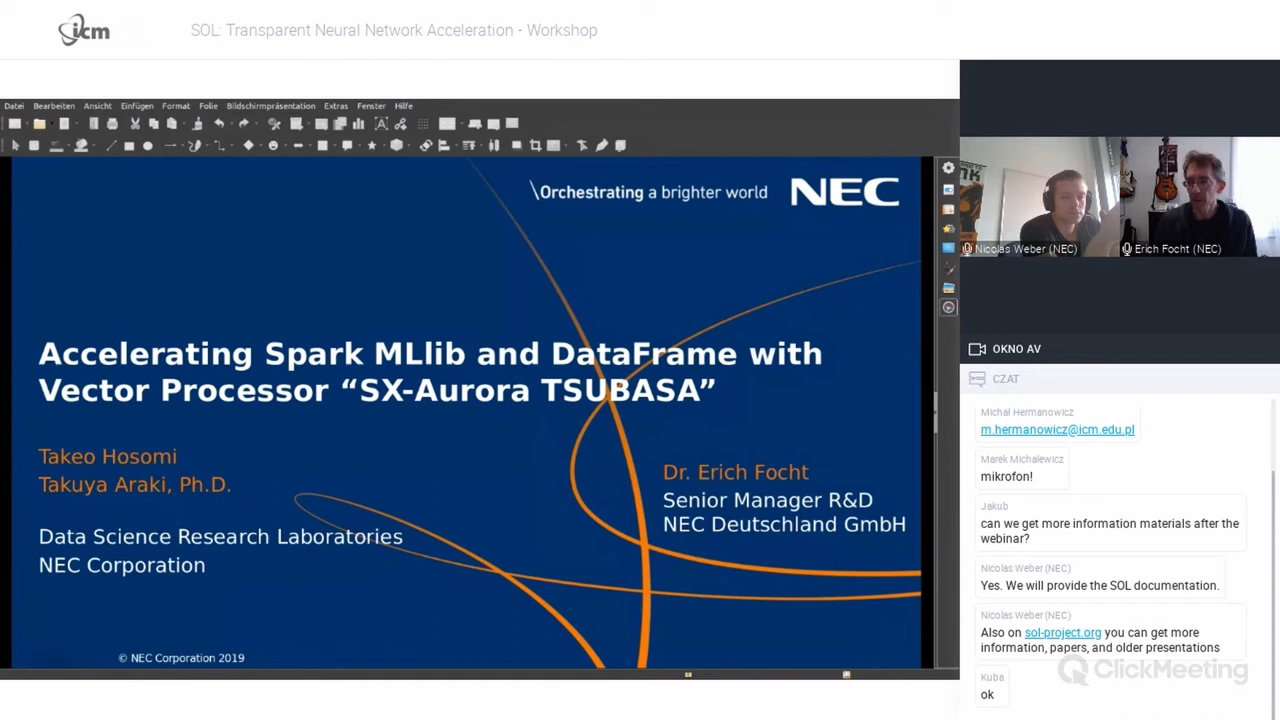 icm
SOL: Transparent Neural Network Acceleration - Workshop
Datei Bearbeiten Ansicht Einfügen Format Folie Bildschirmpräsentation Extras Fenster Hilfe
\Orchestrating a brighter world NEC
Accelerating Spark MLlib and DataFrame with
Vector Processor “SX-Aurora TSUBASA”
Takeo Hosomi
Takuya Araki, Ph.D.
Data Science Research Laboratories
NEC Corporation
Dr. Erich Focht
Senior Manager R&D
NEC Deutschland GmbH
© NEC Corporation 2019
Nicolas Weber (NEC)
Erich Focht (NEC)
OKNO AV
CZAT
Michal Hermanowicz
m.hermanowicz@icm.edu.pl
Marek Michalewicz
mikrofon!
Jakub
can we get more information materials after the
webinar?
Nicolas Weber (NEC)
Yes. We will provide the SOL documentation.
Nicolas Weber (NEC)
Also on sol-project.org you can get more
information, papers, and older presentations
Kuba
ok
ClickMeeting